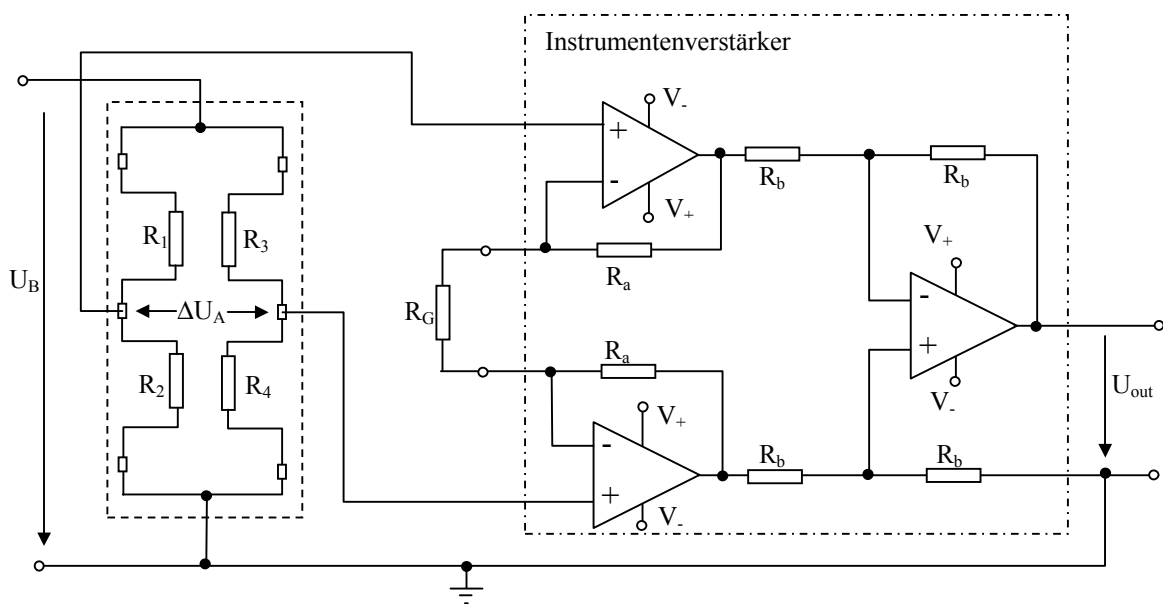 Instrumentenverstärker
V-
+
-
V+
Rb
Rb
R1
R3
Ra
V+
UB
ΔUA
RG
-
+
Ra
R2
R4
V+
V-
Uout
-
+
Rb
Rb
V-